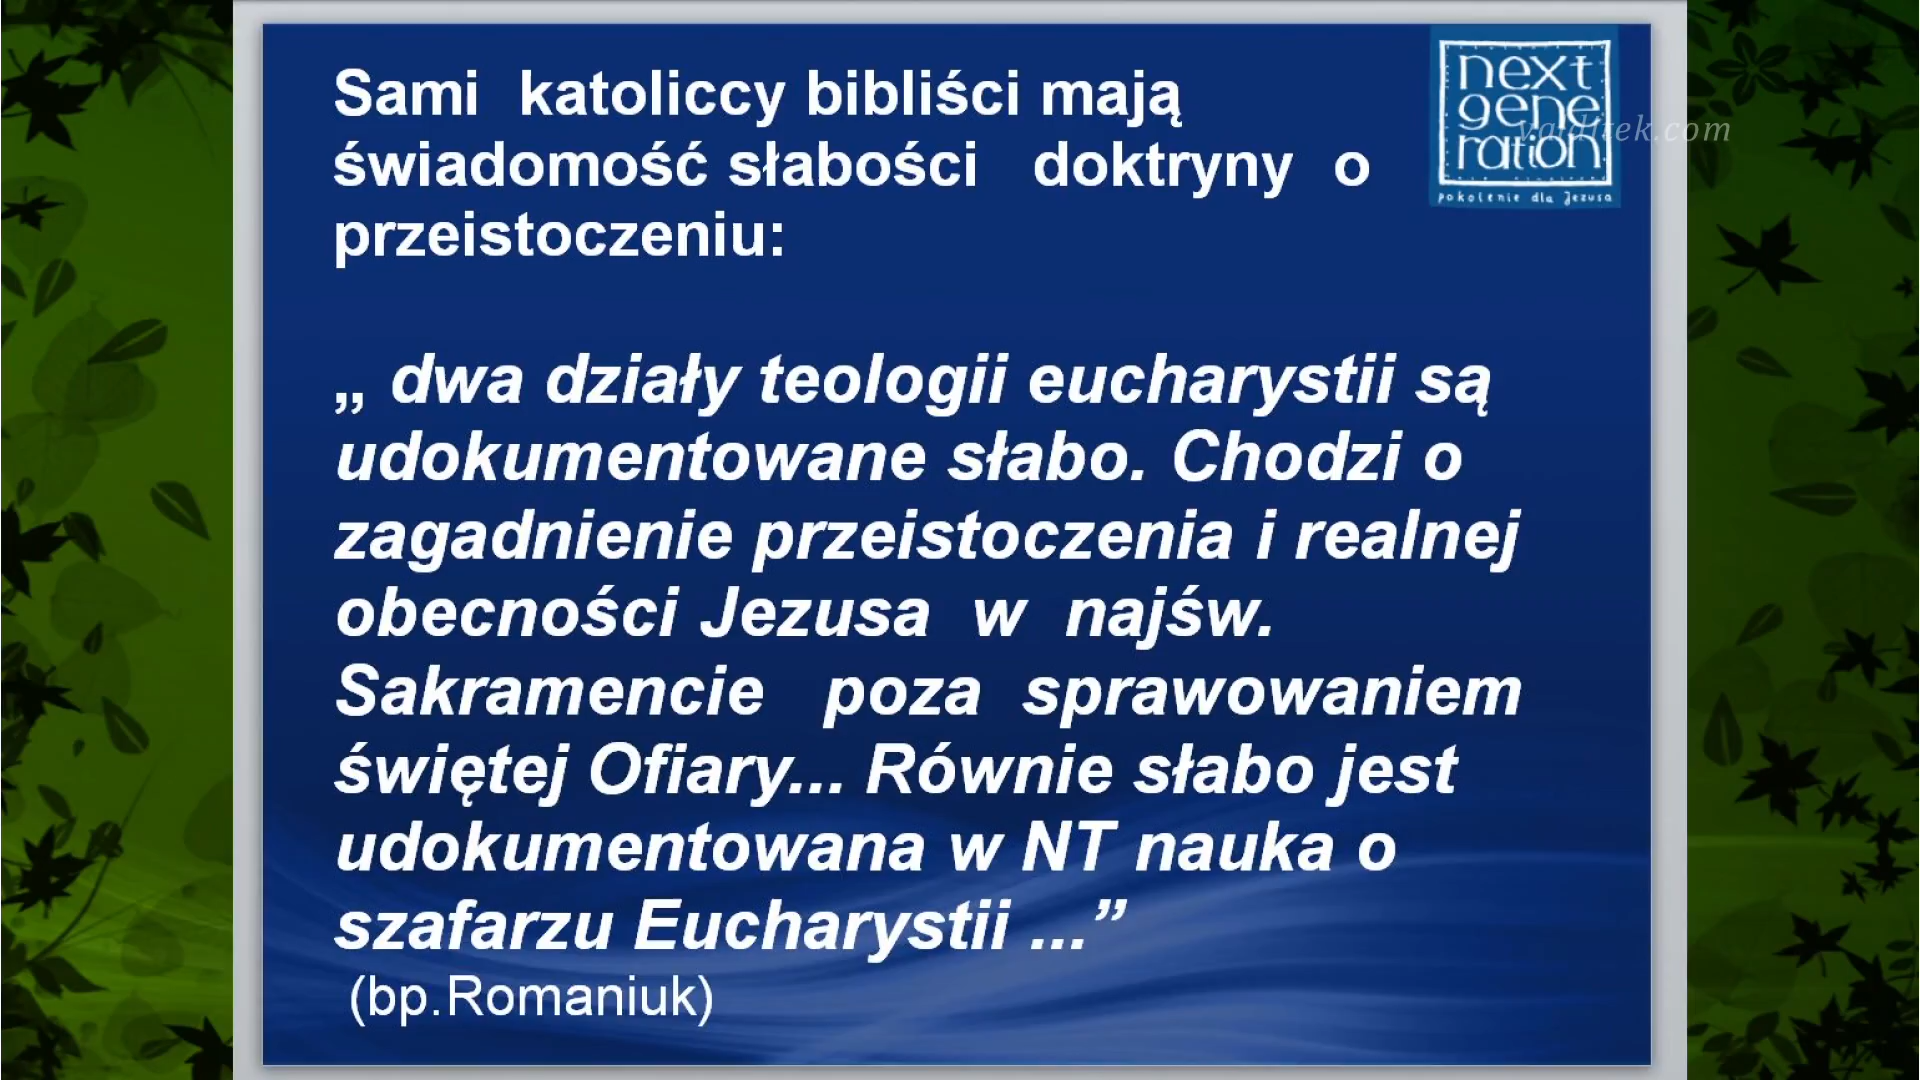 Sami katoliccy bibliści mają
świadomość słabości doktryny o
przeistoczeniu:
„ dwa działy teologii eucharystii są
udokumentowane słabo. Chodzi o
zagadnienie przeistoczenia i realnej
obecności Jezusa w najśw.
Sakramencie poza sprawowaniem
świętej Ofiary... Równie słabo jest
udokumentowana w NT nauka o
szafarzu Eucharystii ...”
(bp.Romaniuk)
next
gene
ration
pokolenie dla Jezusa